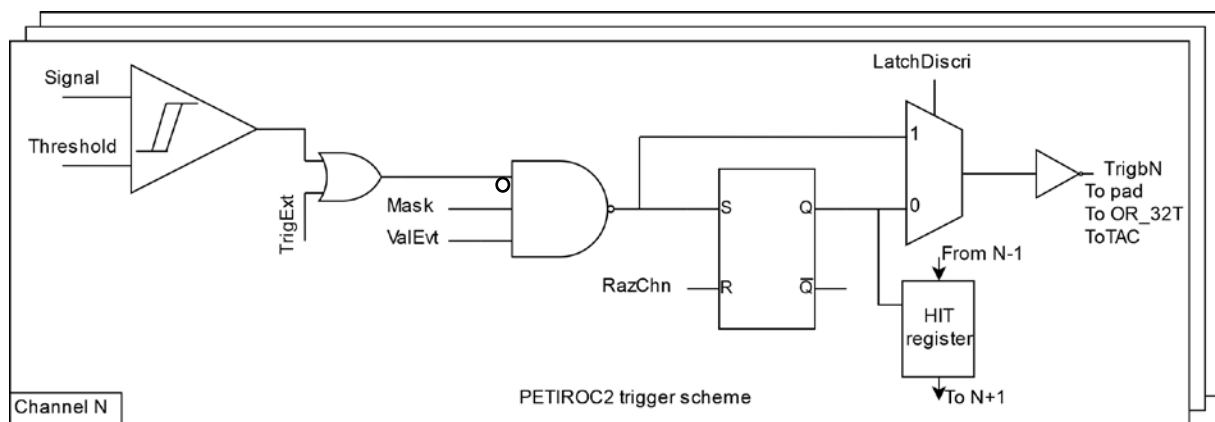 LatchDiscri
Signal
Threshold
TrigExt
Mask
ValEvt
RazChn
S
Q
R
Q̅
1
0
TrigbN
To pad
To OR_32T
ToTAC
From N-1
HIT
register
To N+1
PETIROC2 trigger scheme
Channel N